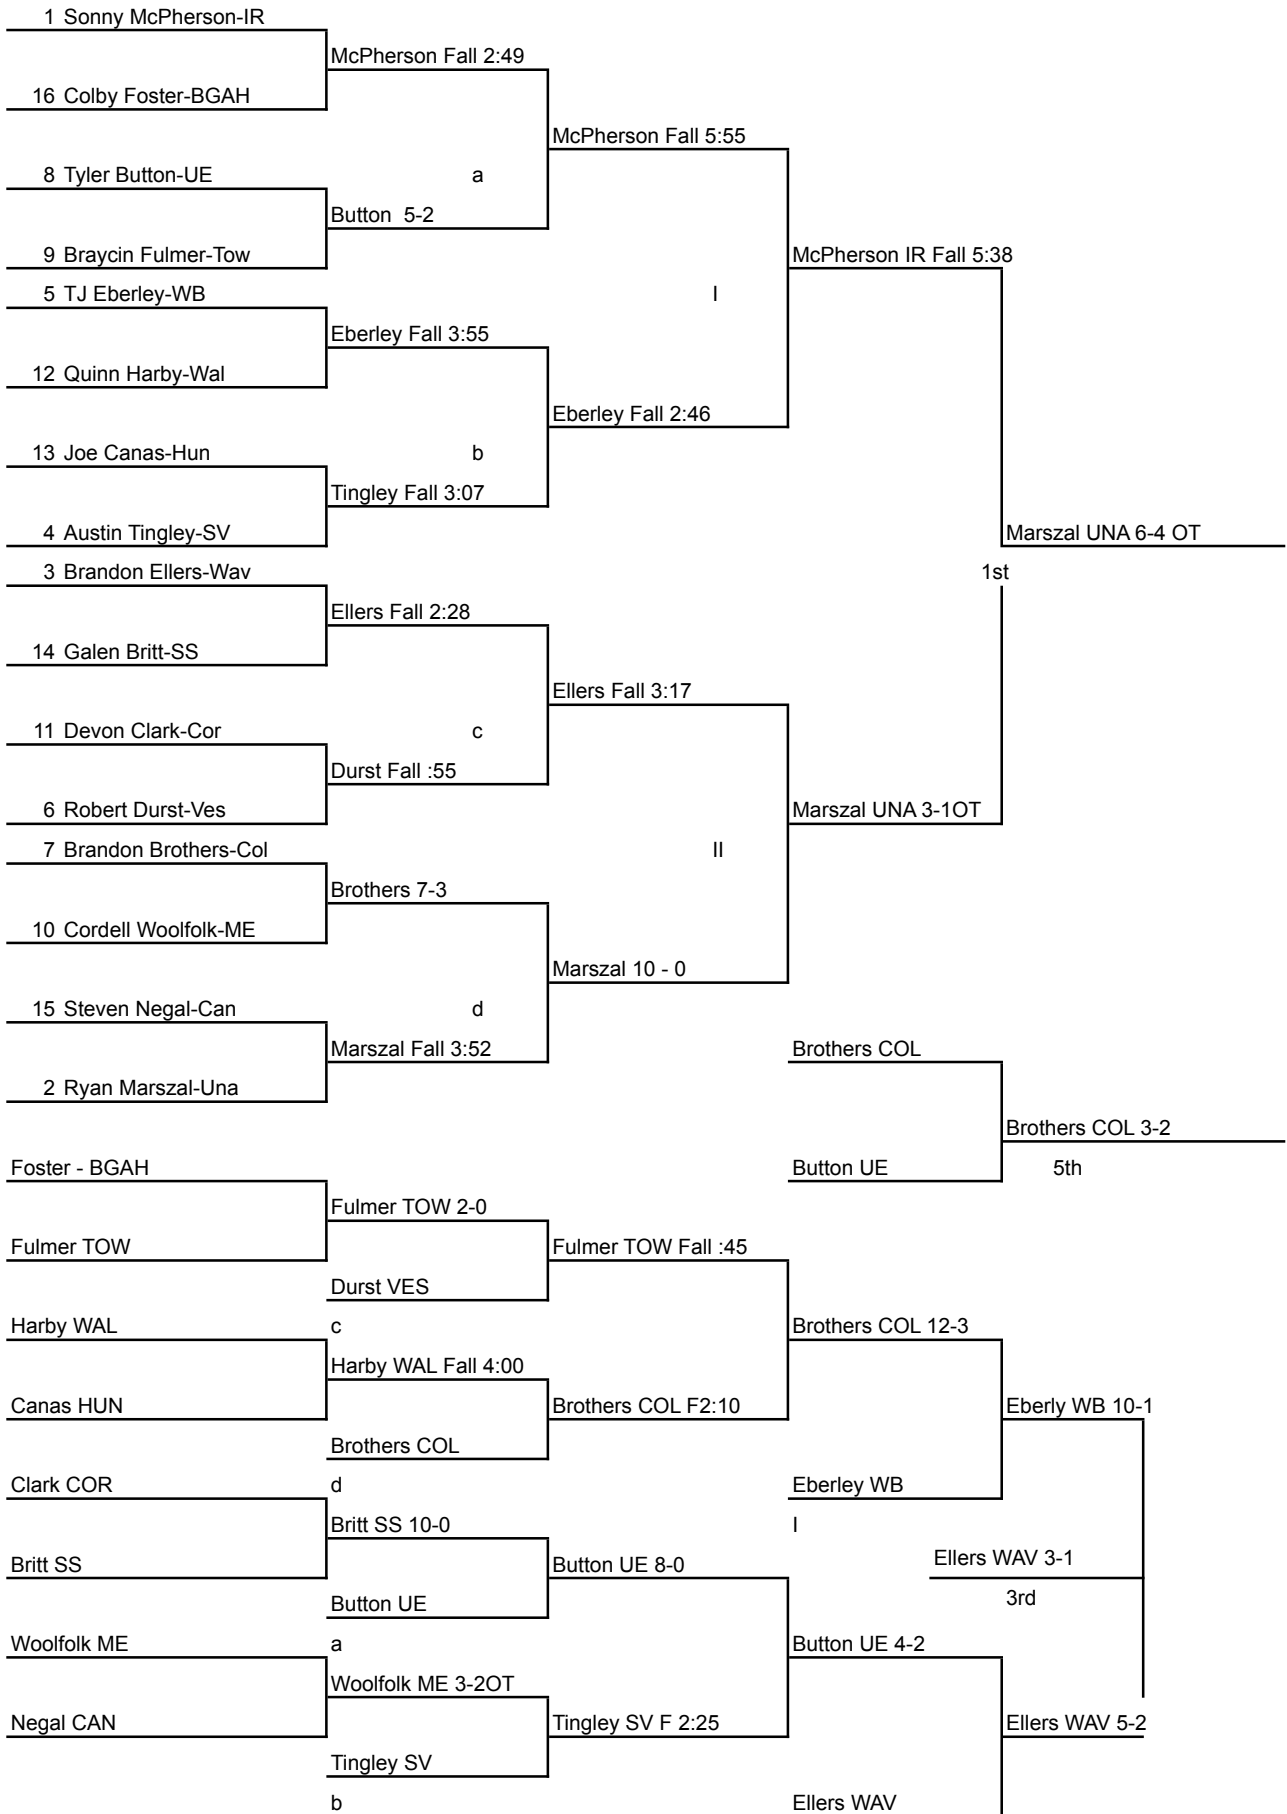 1 Sonny McPherson-IR
McPherson Fall 2:49
16 Colby Foster-BGAH
McPherson Fall 5:55
8 Tyler Button-UE
a
Button 5-2
9 Braycin Fulmer-Tow
McPherson IR Fall 5:38
5 TJ Eberley-WB
I
Eberley Fall 3:55
12 Quinn Harby-Wal
Eberley Fall 2:46
13 Joe Canas-Hun
b
Tingley Fall 3:07
4 Austin Tingley-SV
Marszal UNA 6-4 OT
3 Brandon Ellers-Wav
1st
Ellers Fall 2:28
14 Galen Britt-SS
Ellers Fall 3:17
11 Devon Clark-Cor
c
Durst Fall :55
6 Robert Durst-Ves
Marszal UNA 3-1OT
7 Brandon Brothers-Col
II
Brothers 7-3
10 Cordell Woolfolk-ME
Marszal 10 - 0
15 Steven Negal-Can
d
Marszal Fall 3:52
Brothers COL
2 Ryan Marszal-Una
Brothers COL 3-2
Foster - BGAH
Button UE
5th
Fulmer TOW 2-0
Fulmer TOW
Fulmer TOW Fall :45
Durst VES
Harby WAL
c
Brothers COL 12-3
Harby WAL Fall 4:00
Canas HUN
Brothers COL F2:10
Eberly WB 10-1
Brothers COL
Clark COR
d
Eberley WB
Britt SS 10-0
I
Britt SS
Button UE 8-0
Ellers WAV 3-1
Button UE
3rd
Woolfolk ME
a
Button UE 4-2
Woolfolk ME 3-2OT
Negal CAN
Tingley SV F 2:25
Ellers WAV 5-2
Tingley SV
b
Ellers WAV